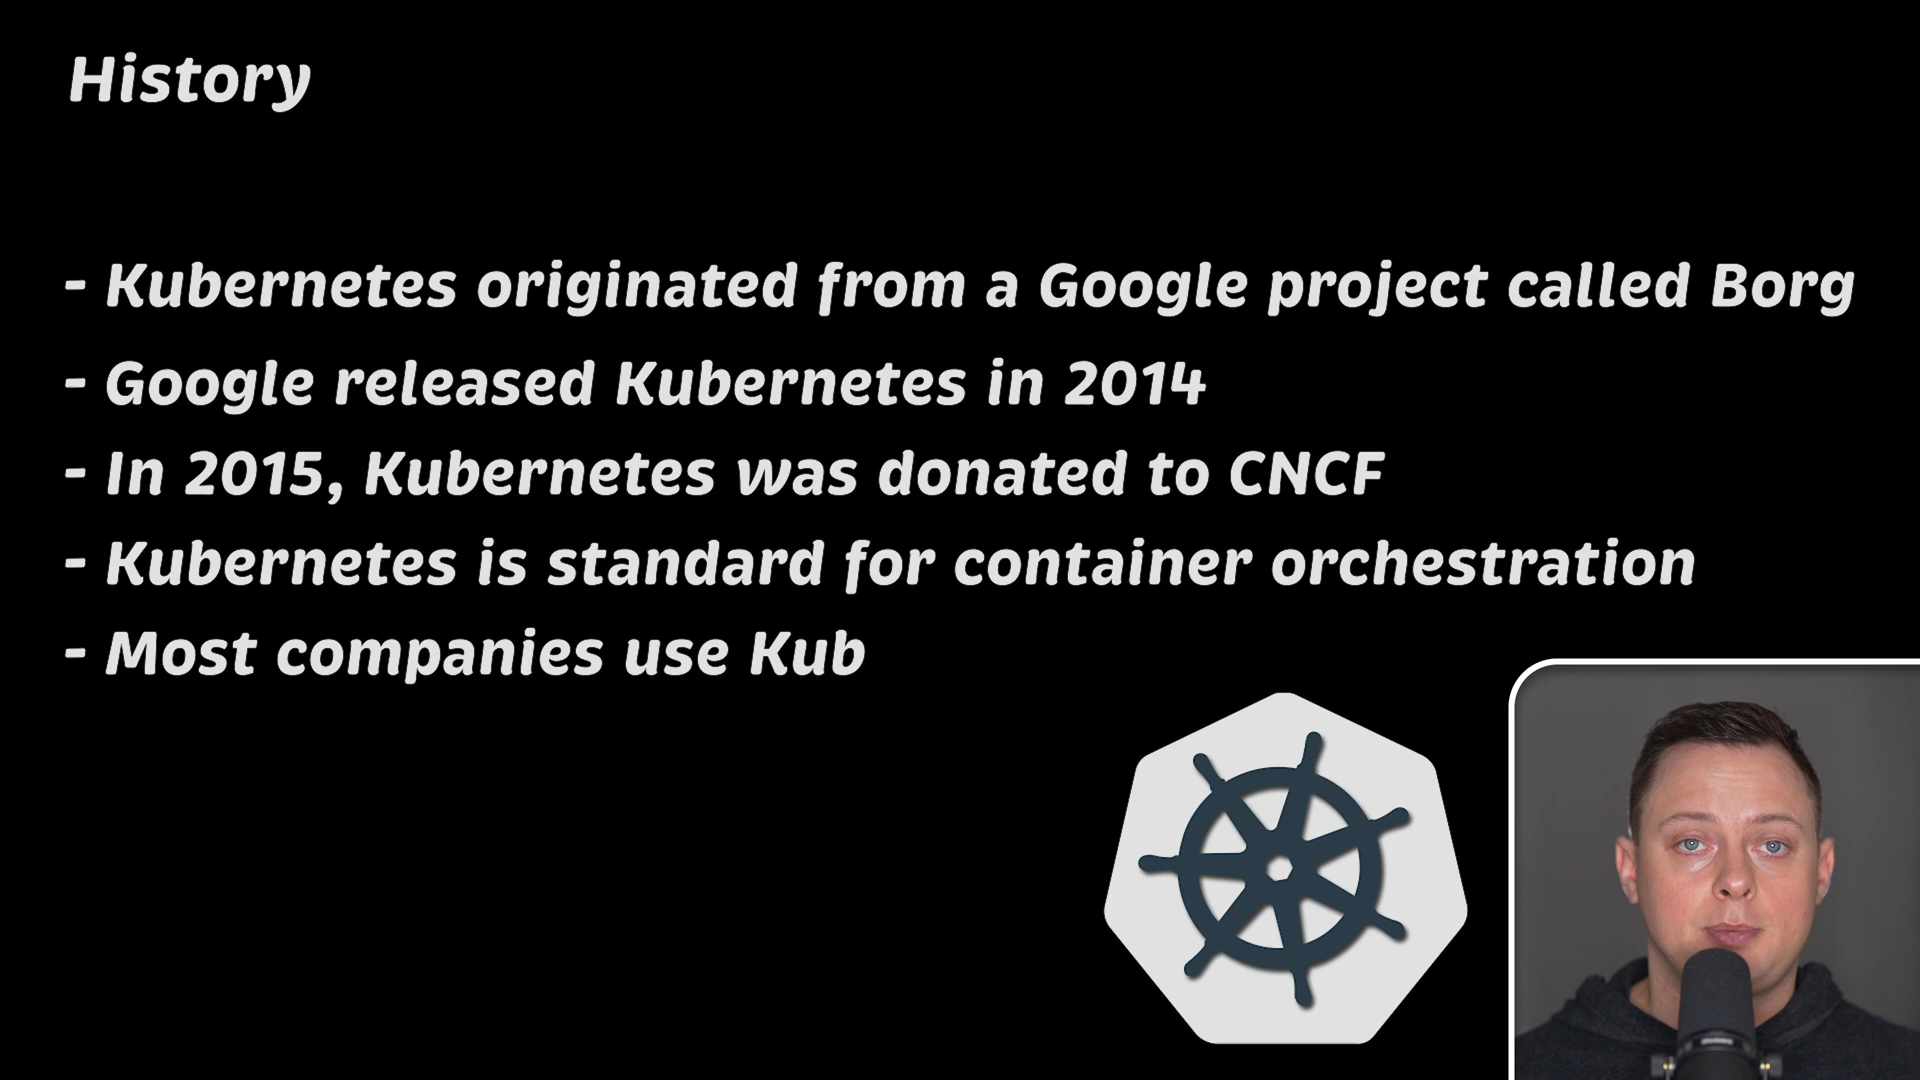 History
- Kubernetes originated from a Google project called Borg
- Google released Kubernetes in 2014
- In 2015, Kubernetes was donated to CNCF
- Kubernetes is standard for container orchestration
- Most companies use Kub